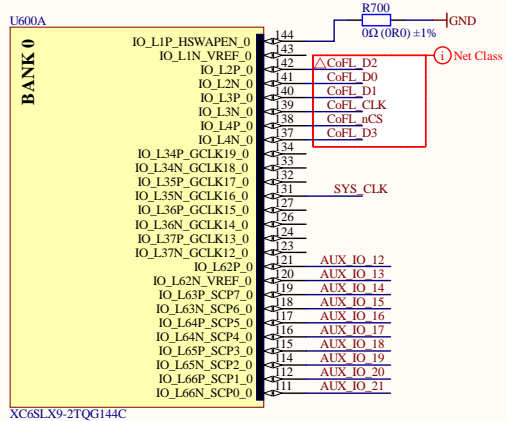 U600A
BANK 0
R700
0Ω (0R0) ±1%
GND
IO_L1P_HSWAPEN_0 144
IO_L1N_VREF_0 143
IO_L2P_0 142 CoFL_D2
IO_L2N_0 141 CoFL_D0
IO_L3P_0 140 CoFL_D1
IO_L3N_0 139 CoFL_CLK
IO_L4P_0 138 CoFL_nCS
IO_L4N_0 137 CoFL_D3
i Net Class
IO_L34P_GCLK19_0 134
IO_L34N_GCLK18_0 133
IO_L35P_GCLK17_0 132
IO_L35N_GCLK16_0 131 SYS_CLK
IO_L36P_GCLK15_0 127
IO_L36N_GCLK14_0 126
IO_L37P_GCLK13_0 124
IO_L37N_GCLK12_0 123
IO_L62P_0 121 AUX_IO_12
IO_L62N_VREF_0 120 AUX_IO_13
IO_L63P_SCP7_0 119 AUX_IO_14
IO_L63N_SCP6_0 118 AUX_IO_15
IO_L64P_SCP5_0 117 AUX_IO_16
IO_L64N_SCP4_0 116 AUX_IO_17
IO_L65P_SCP3_0 115 AUX_IO_18
IO_L65N_SCP2_0 114 AUX_IO_19
IO_L66P_SCP1_0 112 AUX_IO_20
IO_L66N_SCP0_0 111 AUX_IO_21
XC6SLX9-2TQG144C